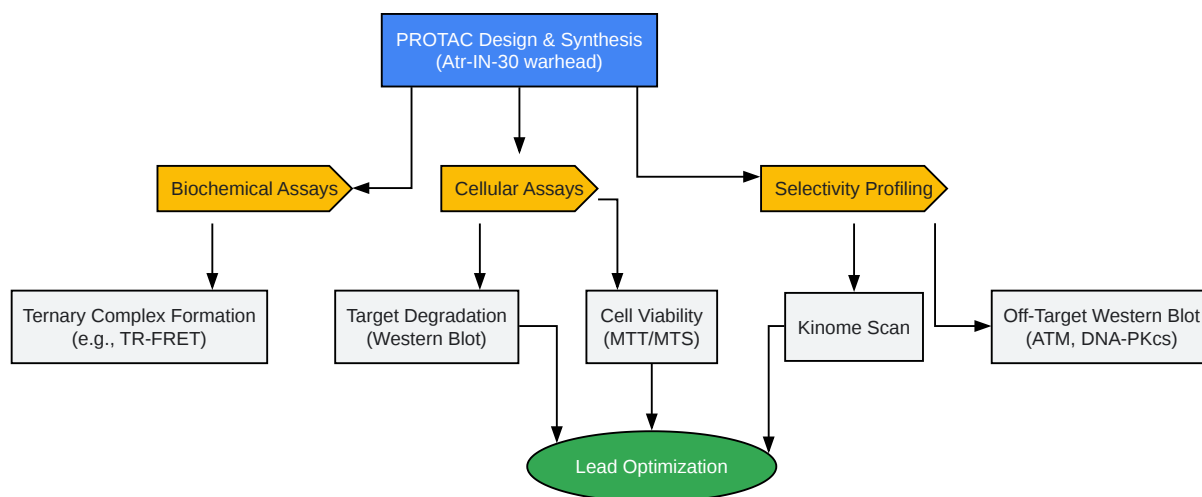 PROTAC Design & Synthesis
(Atr-IN-30 warhead)
Biochemical Assays
Cellular Assays
Selectivity Profiling
Ternary Complex Formation
(e.g., TR-FRET)
Target Degradation
(Western Blot)
Cell Viability
(MTT/MTS)
Kinome Scan
Off-Target Western Blot
(ATM, DNA-PKcs)
Lead Optimization